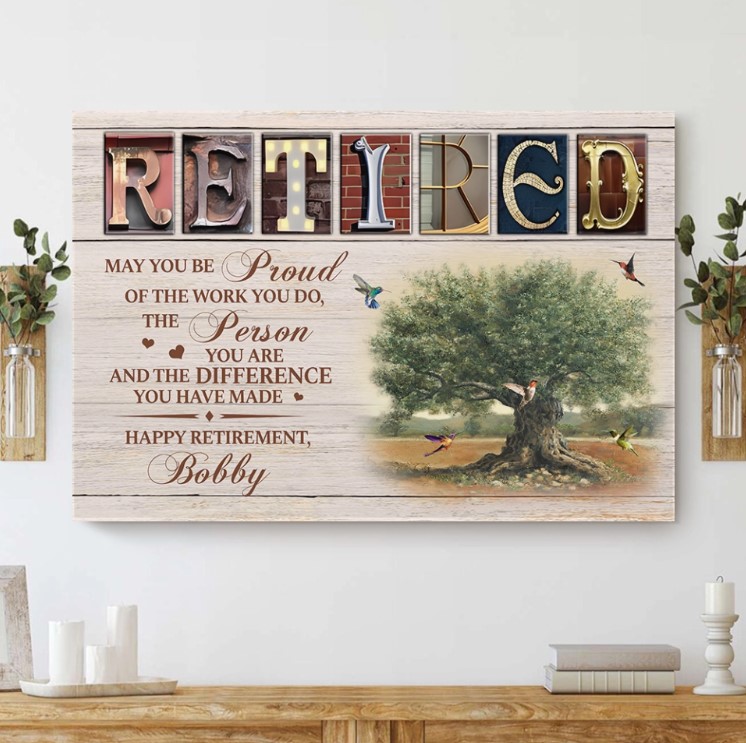 RETIRED
MAY YOU BE Proud
OF THE WORK YOU DO,
THE Person
YOU ARE
AND THE DIFFERENCE
YOU HAVE MADE
HAPPY RETIREMENT,
Bobby